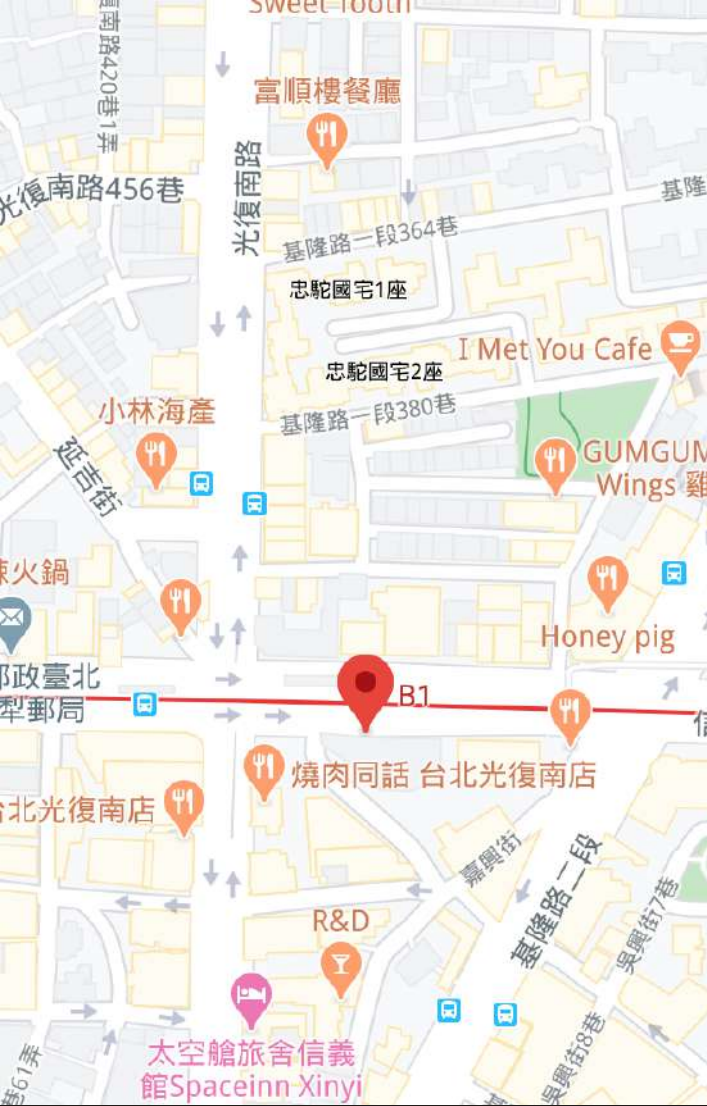 Sweet Tooth
南路420巷1弄
富順樓餐廳
光復南路
光復南路456巷
基隆
基隆路一段364巷
忠駝國宅1座
I Met You Cafe
忠駝國宅2座
小林海產
基隆路一段380巷
延吉街
GUMGUM
Wings 雞
火鍋
Honey pig
郵政臺北
犁郵局
B1
信
燒肉同話 台北光復南店
台北光復南店
嘉興街
基隆路二段
吳興街7巷
R&D
太空艙旅舍信義
館Spaceinn Xinyi
吳興街8巷
巷61弄
基